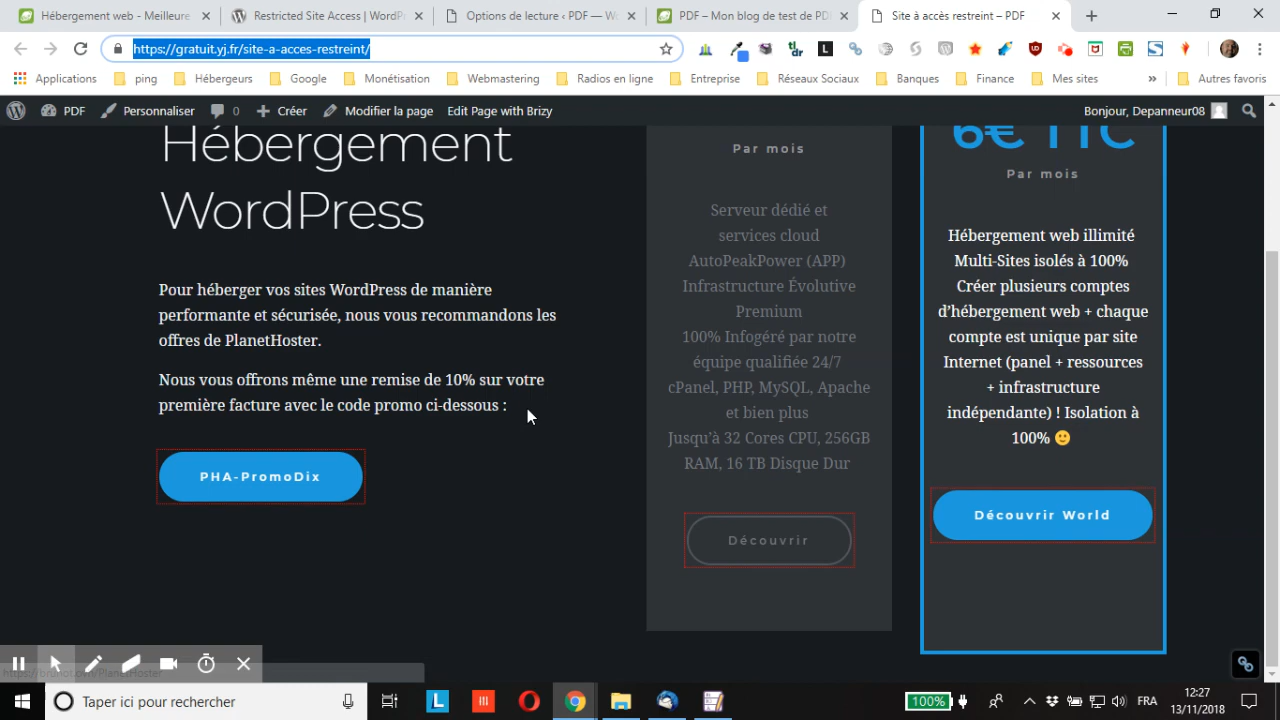 Hébergement web - Meilleure
Restricted Site Access | WordP
Options de lecture ‹ PDF — W
PDF – Mon blog de test de PDF
Site à accès restreint – PDF
https://gratuit.yj.fr/site-a-acces-restreint/
Applications
ping
Hébergeurs
Google
Monétisation
Webmastering
Radios en ligne
Entreprise
Réseaux Sociaux
Banques
Finance
Mes sites
»
Autres favoris
PDF
Personnaliser
0
Créer
Modifier la page
Edit Page with Brizy
Bonjour, Depanneur08
Hébergement
WordPress
Pour héberger vos sites WordPress de manière
performante et sécurisée, nous vous recommandons les
offres de PlanetHoster.
Nous vous offrons même une remise de 10% sur votre
première facture avec le code promo ci-dessous :
PHA-PromoDix
Par mois
Serveur dédié et
services cloud
AutoPeakPower (APP)
Infrastructure Évolutive
Premium
100% Infogéré par notre
équipe qualifiée 24/7
cPanel, PHP, MySQL, Apache
et bien plus
Jusqu'à 32 Cores CPU, 256GB
RAM, 16 TB Disque Dur
Découvrir
6€ TTC
Par mois
Hébergement web illimité
Multi-Sites isolés à 100%
Créer plusieurs comptes
d'hébergement web + chaque
compte est unique par site
Internet (panel + ressources
+ infrastructure
indépendante) ! Isolation à
100% 🙂
Découvrir World
Taper ici pour rechercher
100%
FRA
12:27
13/11/2018